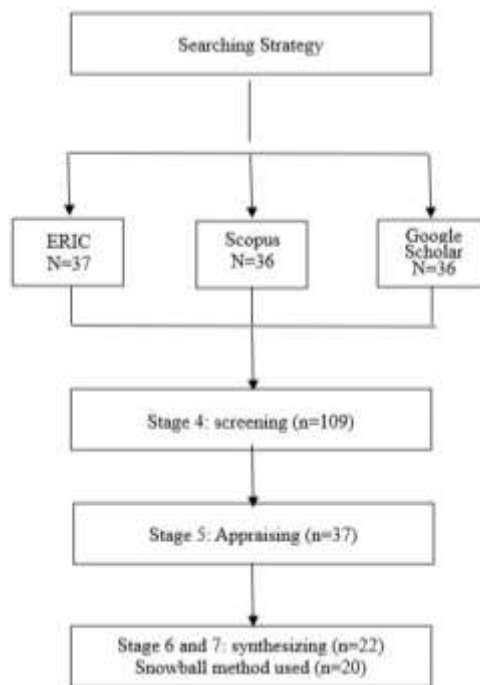 Searching Strategy
ERIC
N=37
Scopus
N=36
Google
Scholar
N=36
Stage 4: screening (n=109)
Stage 5: Appraising (n=37)
Stage 6 and 7: synthesizing (n=22)
Snowball method used (n=20)